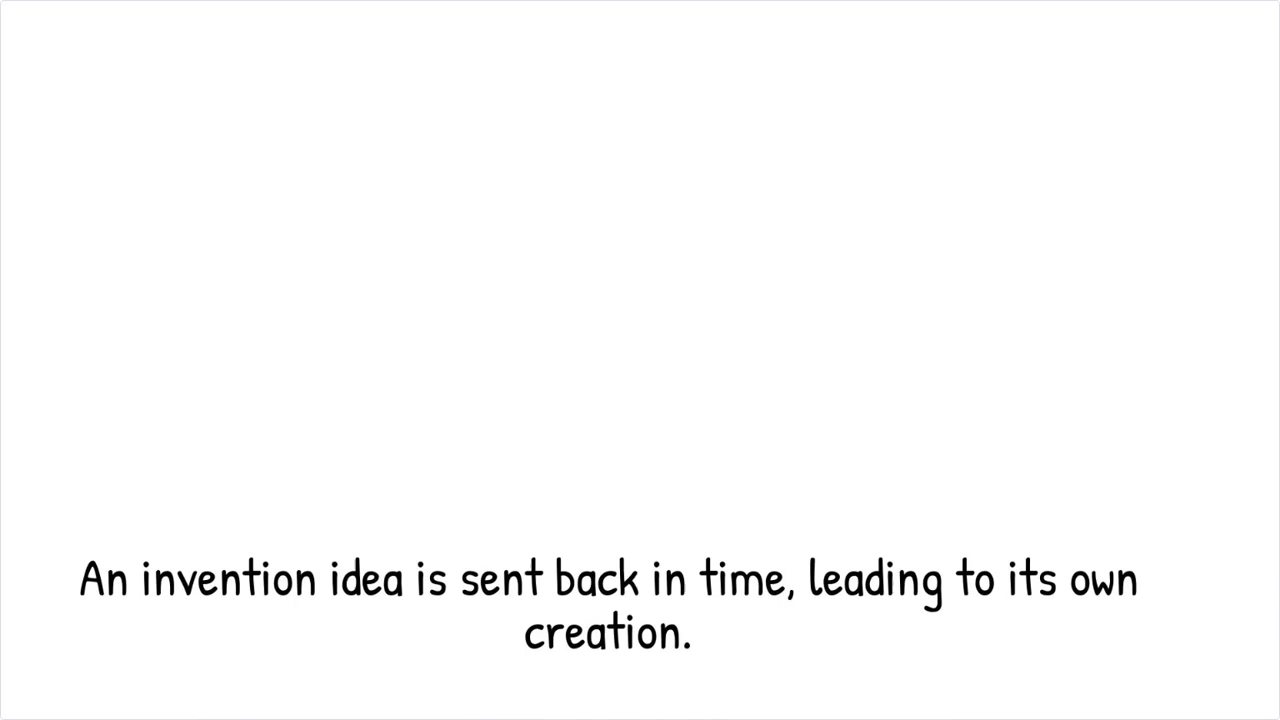 An invention idea is sent back in time, leading to its own
creation.